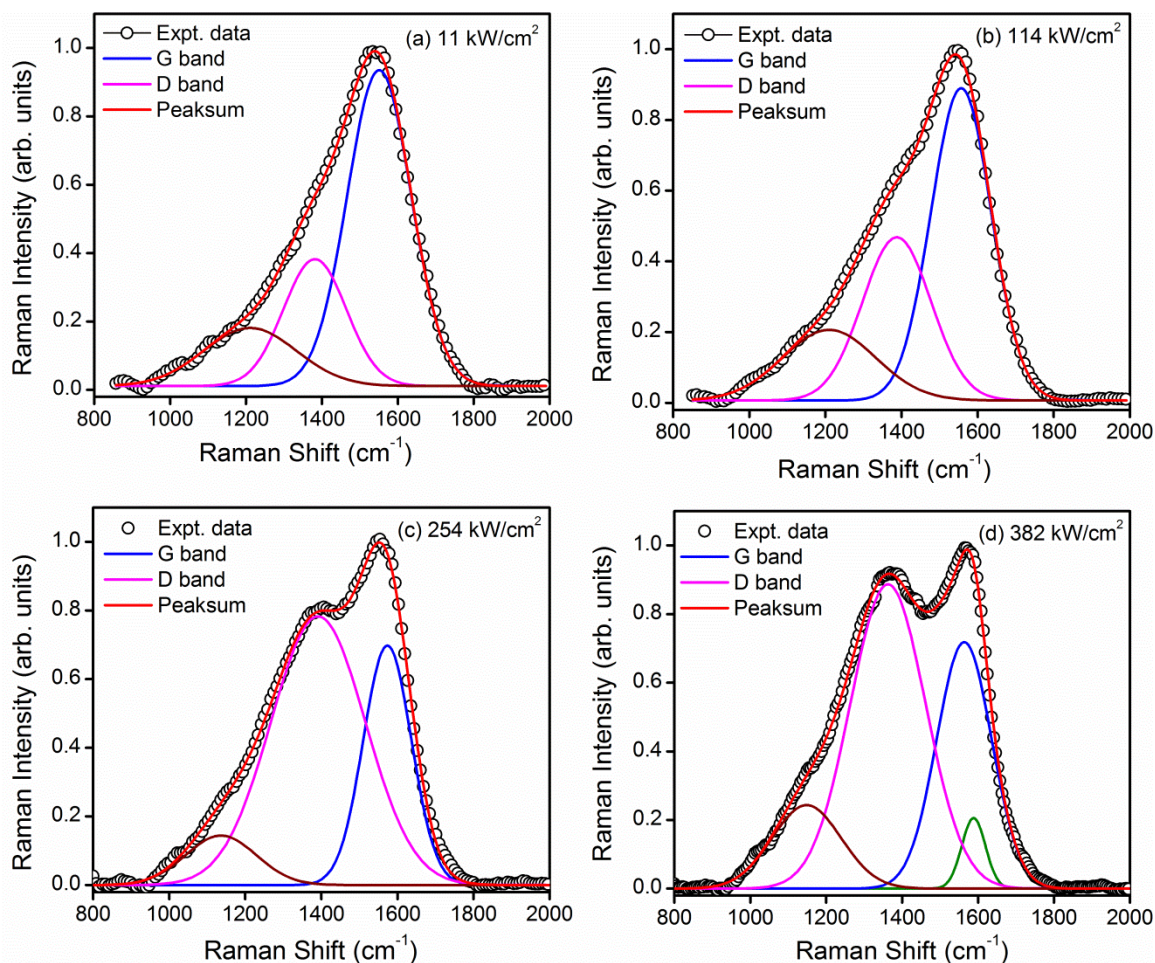 Expt. data
G band
D band
Peaksum
(a) 11 kW/cm²
1.0
0.8
0.6
0.4
0.2
0.0
Raman Intensity (arb. units)
800 1000 1200 1400 1600 1800 2000
Raman Shift (cm⁻¹)
Expt. data
G band
D band
Peaksum
(b) 114 kW/cm²
1.0
0.8
0.6
0.4
0.2
0.0
Raman Intensity (arb. units)
1000 1200 1400 1600 1800 2000
Raman Shift (cm⁻¹)
Expt. data
G band
D band
Peaksum
(c) 254 kW/cm²
1.0
0.8
0.6
0.4
0.2
0.0
Raman Intensity (arb. units)
800 1000 1200 1400 1600 1800 2000
Raman Shift (cm⁻¹)
Expt. data
G band
D band
Peaksum
(d) 382 kW/cm²
1.0
0.8
0.6
0.4
0.2
0.0
Raman Intensity (arb. units)
800 1000 1200 1400 1600 1800 2000
Raman Shift (cm⁻¹)